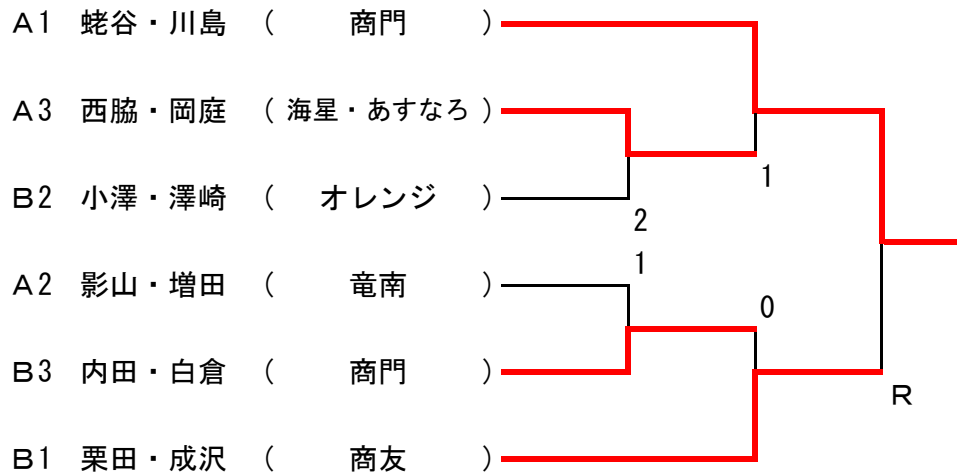 A1 蛯谷・川島 ( 商門 )
A3 西脇・岡庭 ( 海星・あすなろ )
1
B2 小澤・澤崎 ( オレンジ )
2
1
A2 影山・増田 ( 竜南 )
0
B3 内田・白倉 ( 商門 )
R
B1 栗田・成沢 ( 商友 )